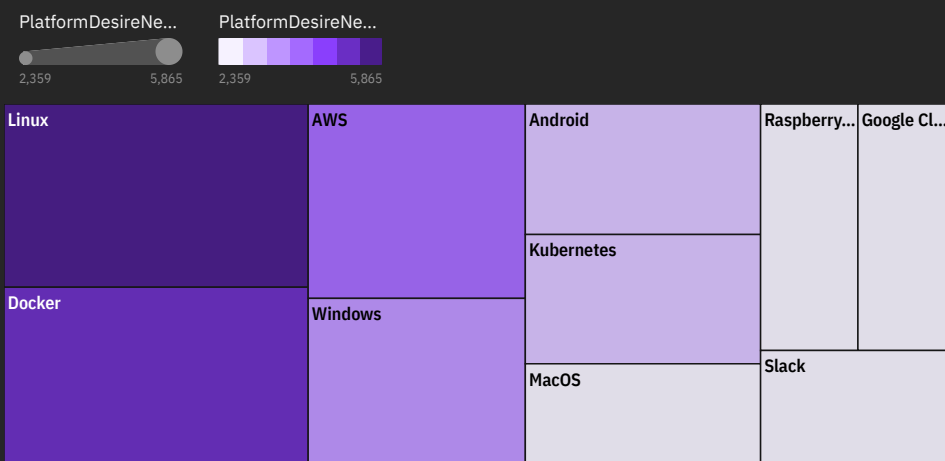 PlatformDesireNe...
PlatformDesireNe...
2,359
5,865
2,359
5,865
Linux
AWS
Android
Raspberry...
Google Cl...
Kubernetes
Docker
Windows
Slack
MacOS